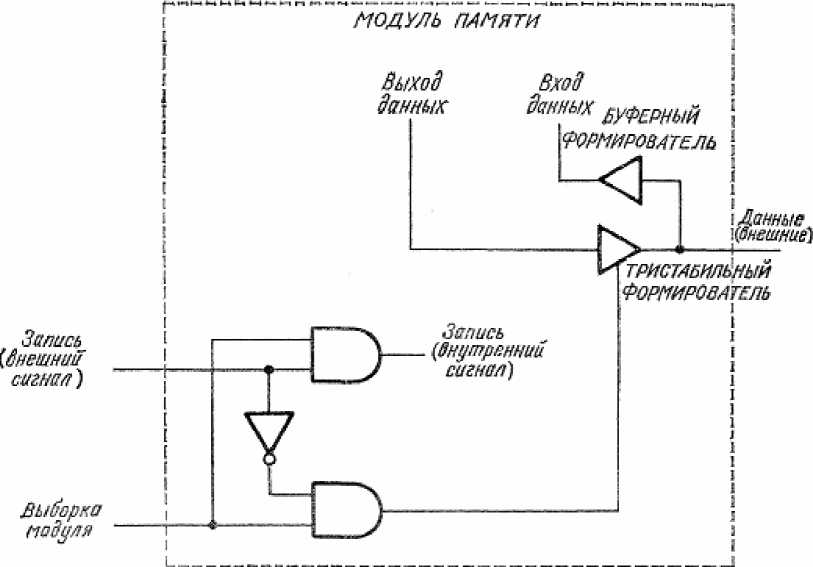 МОДУЛЬ ПАМЯТИ
Выход
данных
Вход
данных
БУФЕРНЫЙ
ФОРМИРОВАТЕЛЬ
Данные
(внешние)
ТРИСТАБИЛЬНЫЙ
ФОРМИРОВАТЕЛЬ
Запись
(внешний
сигнал)
Запись
(внутренний
сигнал)
Выборка
модуля